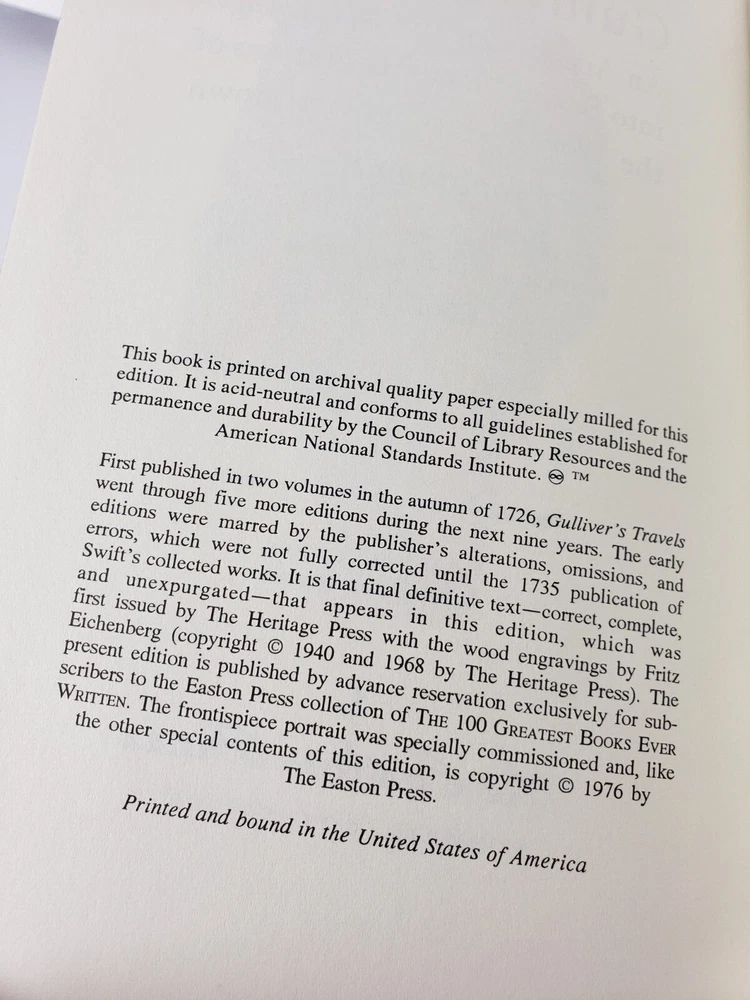 This book is printed on archival quality paper especially milled for this
edition. It is acid-neutral and conforms to all guidelines established for
permanence and durability by the Council of Library Resources and the
American National Standards Institute. ♾ ™
First published in two volumes in the autumn of 1726, Gulliver's Travels
went through five more editions during the next nine years. The early
editions were marred by the publisher's alterations, omissions, and
errors, which were not fully corrected until the 1735 publication of
Swift's collected works. It is that final definitive text—correct, complete,
and unexpurgated—that appears in this edition, which was
first issued by The Heritage Press with the wood engravings by Fritz
Eichenberg (copyright © 1940 and 1968 by The Heritage Press). The
present edition is published by advance reservation exclusively for sub-
scribers to the Easton Press collection of THE 100 GREATEST BOOKS EVER
WRITTEN. The frontispiece portrait was specially commissioned and, like
the other special contents of this edition, is copyright © 1976 by
The Easton Press.
Printed and bound in the United States of America